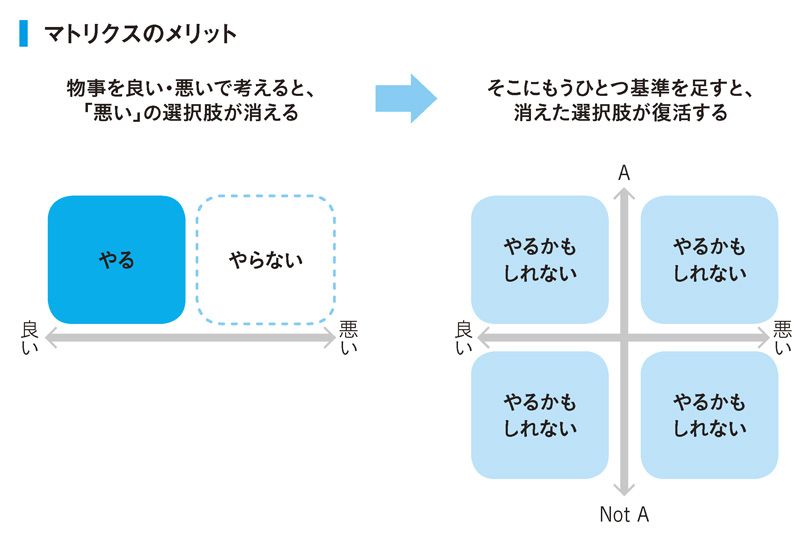 マトリクスのメリット
物事を良い・悪いで考えると、
「悪い」の選択肢が消える
そこにもうひとつ基準を足すと、
消えた選択肢が復活する
やる
やらない
良い
悪い
A
やるかも
しれない
やるかも
しれない
良い
悪い
やるかも
しれない
やるかも
しれない
Not A